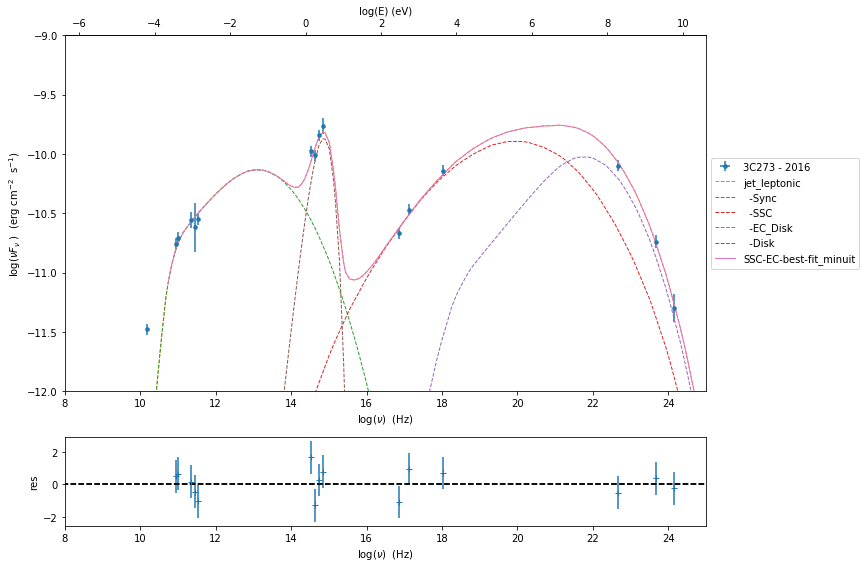 log(E) (eV)
−6 −4 −2 0 2 4 6 8 10
−9.0
−9.5
−10.0
−10.5
−11.0
−11.5
−12.0
log(νFν ) (erg cm⁻² s⁻¹)
8 10 12 14 16 18 20 22 24
log(ν) (Hz)
3C273 - 2016
jet_leptonic
-Sync
-SSC
-EC_Disk
-Disk
SSC-EC-best-fit_minuit
2
0
−2
res
8 10 12 14 16 18 20 22 24
log(ν) (Hz)